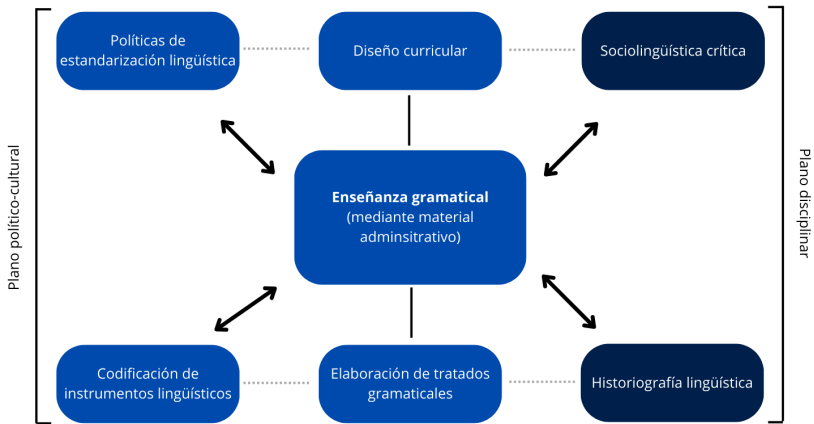 Políticas de
estandarización lingüística
Diseño curricular
Sociolingüística crítica
Plano político-cultural
Enseñanza gramatical
(mediante material
adminsitrativo)
Plano disciplinar
Codificación de
instrumentos lingüísticos
Elaboración de tratados
gramaticales
Historiografía lingüística